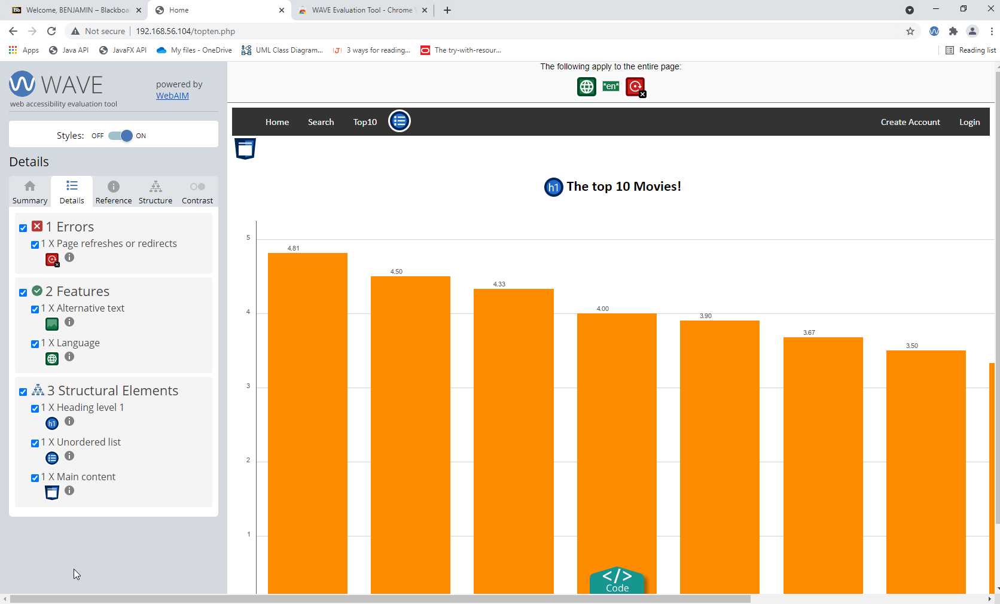 Bb Welcome, BENJAMIN – Blackboa
Home
WAVE Evaluation Tool - Chrome
Not secure 192.168.56.104/topten.php
Apps Java API JavaFX API My files - OneDrive UML Class Diagram... (J) 3 ways for reading... The try-with-resour... Reading list
WAVE
web accessibility evaluation tool
powered by
WebAIM
Styles: OFF ON
Details
Summary Details Reference Structure Contrast
1 Errors
1 X Page refreshes or redirects
2 Features
1 X Alternative text
1 X Language
3 Structural Elements
1 X Heading level 1
h1
1 X Unordered list
1 X Main content
The following apply to the entire page:
*en*
Home Search Top10 Create Account Login
h1 The top 10 Movies!
5
4
3
2
1
4.81
4.50
4.33
4.00
3.90
3.67
3.50
</>
Code